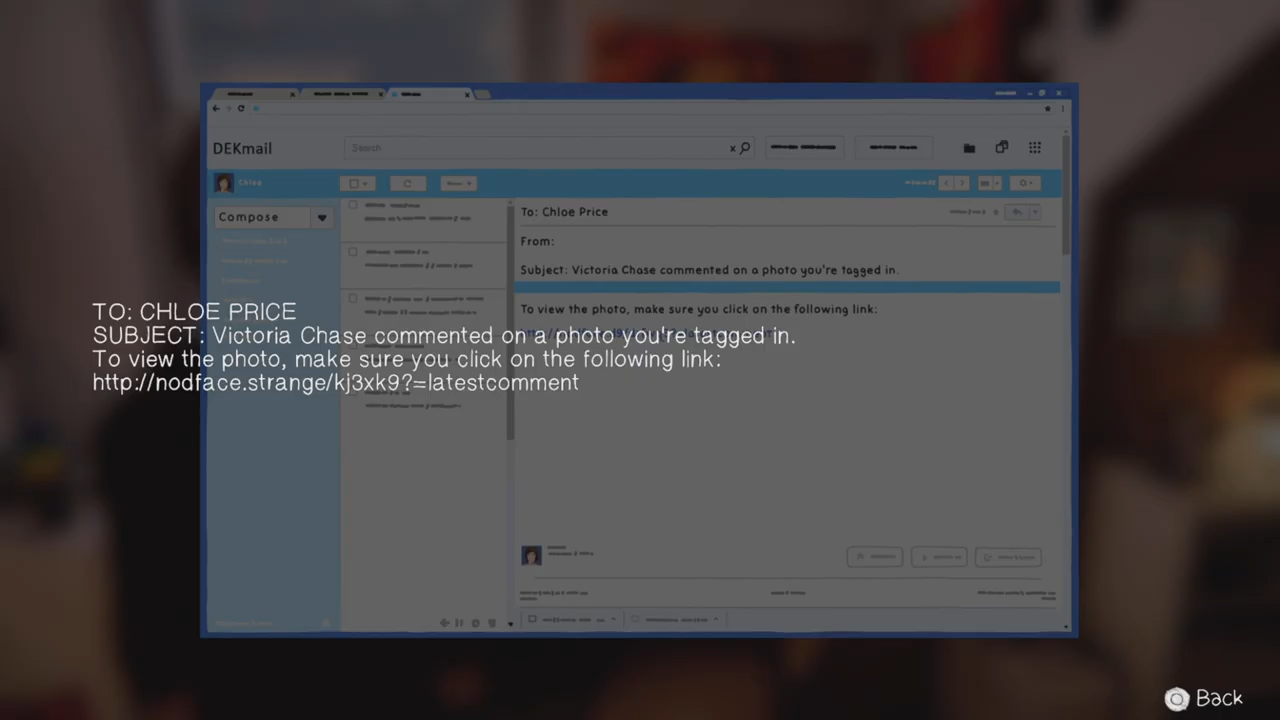 DEKmail
Search
Chloe
Compose
To: Chloe Price
From:
Subject: Victoria Chase commented on a photo you're tagged in.
To view the photo, make sure you click on the following link:
TO: CHLOE PRICE
SUBJECT: Victoria Chase commented on a photo you're tagged in.
To view the photo, make sure you click on the following link:
http://nodface.strange/kj3xk9?=latestcomment
Back